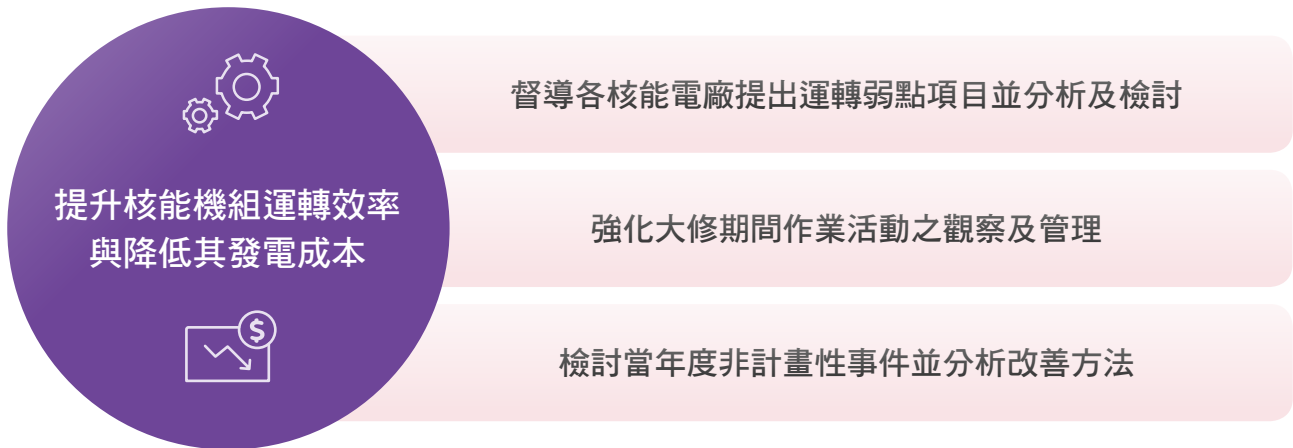 提升核能機組運轉效率
與降低其發電成本
$
督導各核能電廠提出運轉弱點項目並分析及檢討
強化大修期間作業活動之觀察及管理
檢討當年度非計畫性事件並分析改善方法